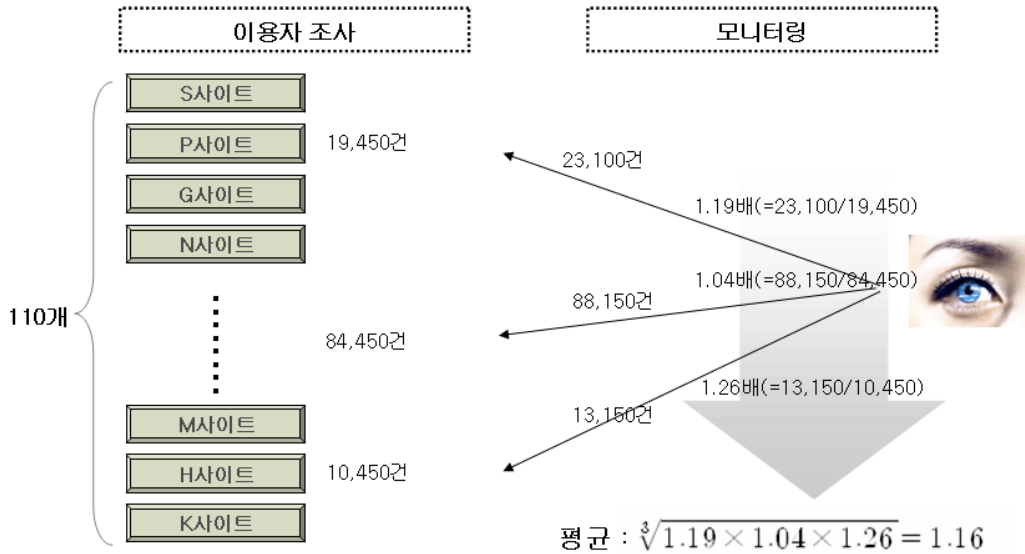 이용자 조사
모니터링
S사이트
P사이트
19,450건
23,100건
G사이트
1.19배(=23,100/19,450)
N사이트
1.04배(=88,150/84,450)
88,150건
110개
84,450건
1.26배(=13,150/10,450)
13,150건
M사이트
H사이트
10,450건
K사이트
평균 : ∛1.19 × 1.04 × 1.26 = 1.16